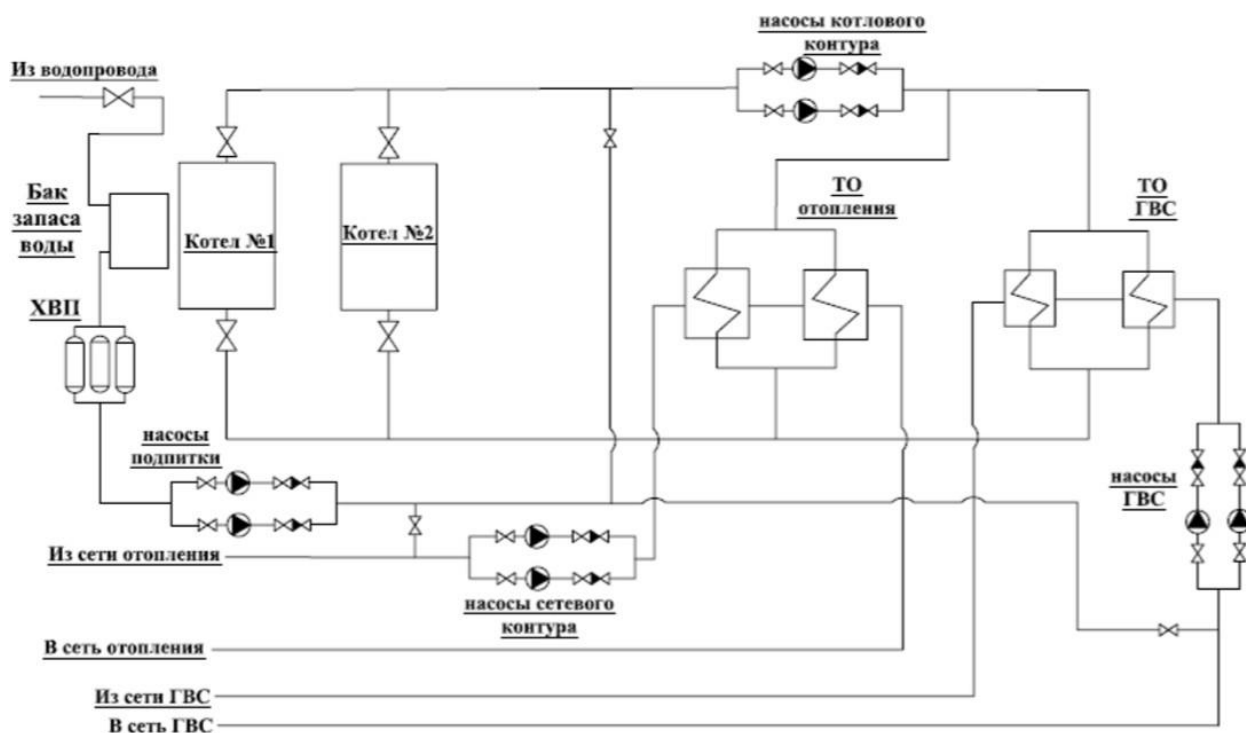 насосы котлового
контура
Из водопровода
Бак
запаса
воды
Котел №1
Котел №2
ТО
отопления
ТО
ГВС
ХВП
насосы
подпитки
насосы
ГВС
Из сети отопления
насосы сетевого
контура
В сеть отопления
Из сети ГВС
В сеть ГВС